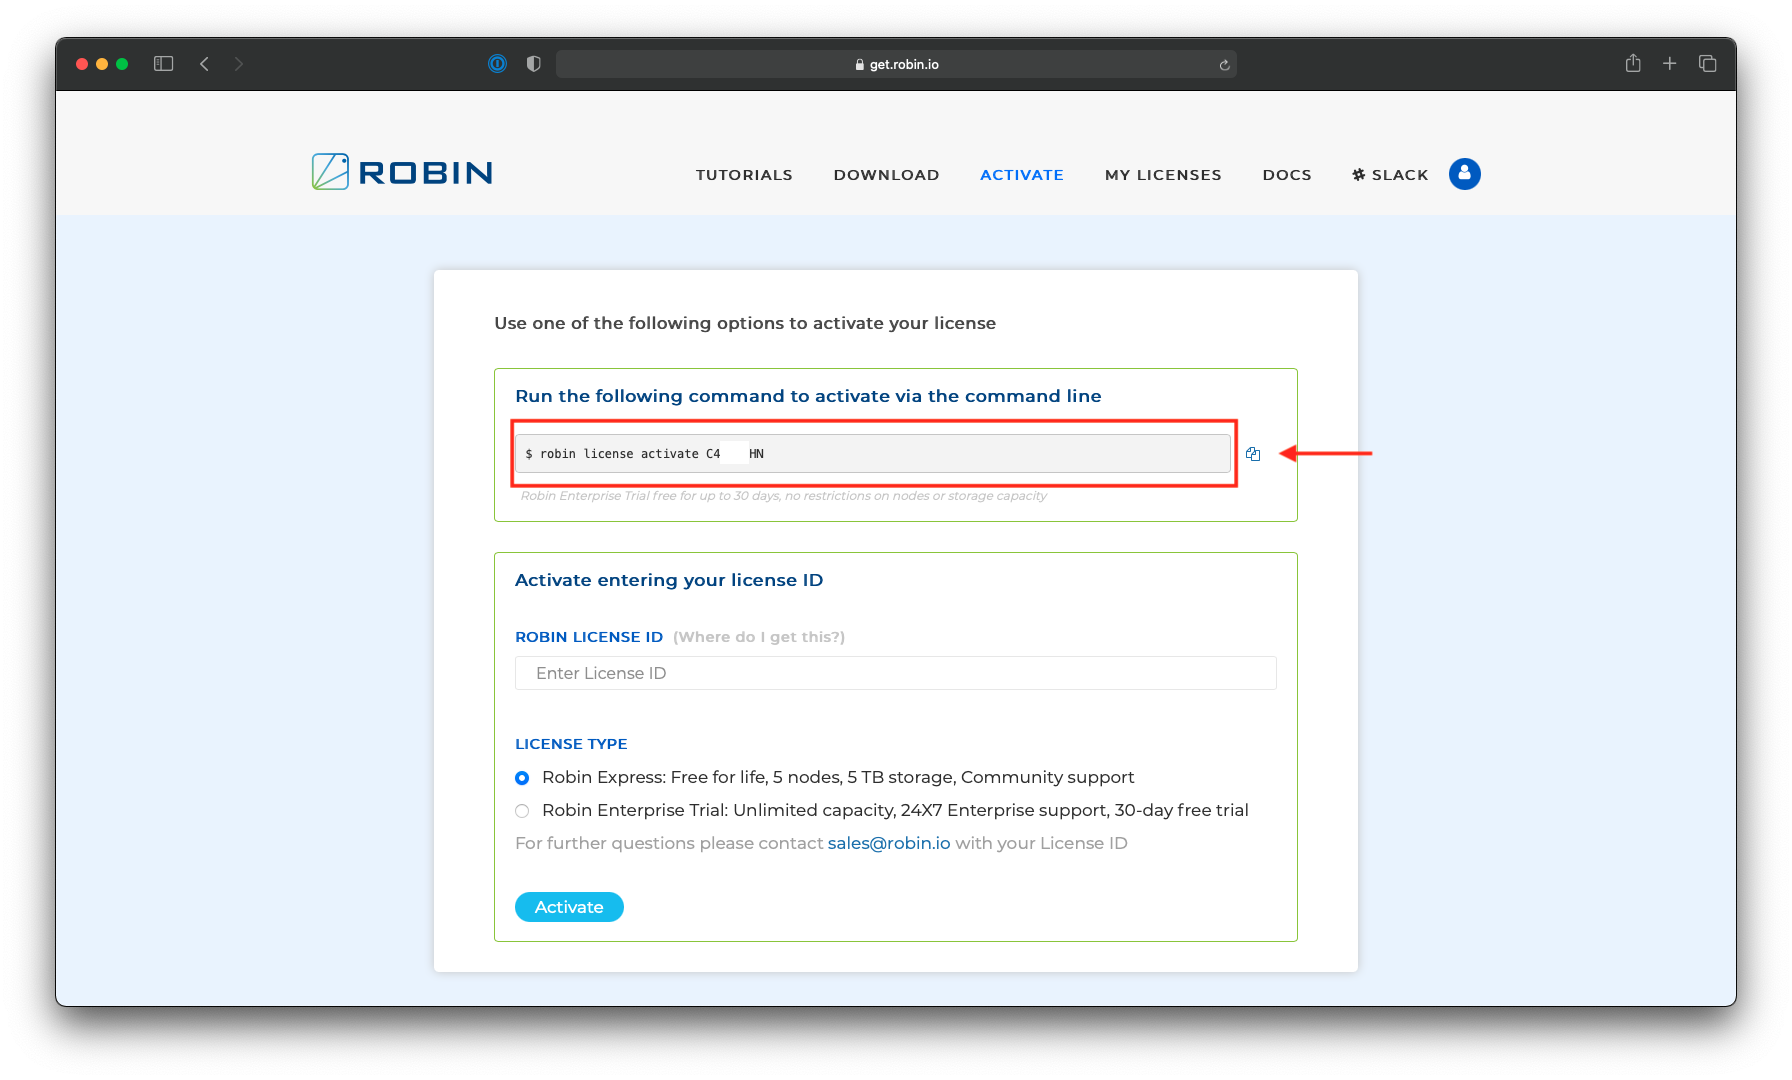 get.robin.io
ROBIN
TUTORIALS DOWNLOAD ACTIVATE MY LICENSES DOCS SLACK
Use one of the following options to activate your license
Run the following command to activate via the command line
$ robin license activate C4 HN
Robin Enterprise Trial free for up to 30 days, no restrictions on nodes or storage capacity
Activate entering your license ID
ROBIN LICENSE ID (Where do I get this?)
Enter License ID
LICENSE TYPE
Robin Express: Free for life, 5 nodes, 5 TB storage, Community support
Robin Enterprise Trial: Unlimited capacity, 24X7 Enterprise support, 30-day free trial
For further questions please contact sales@robin.io with your License ID
Activate